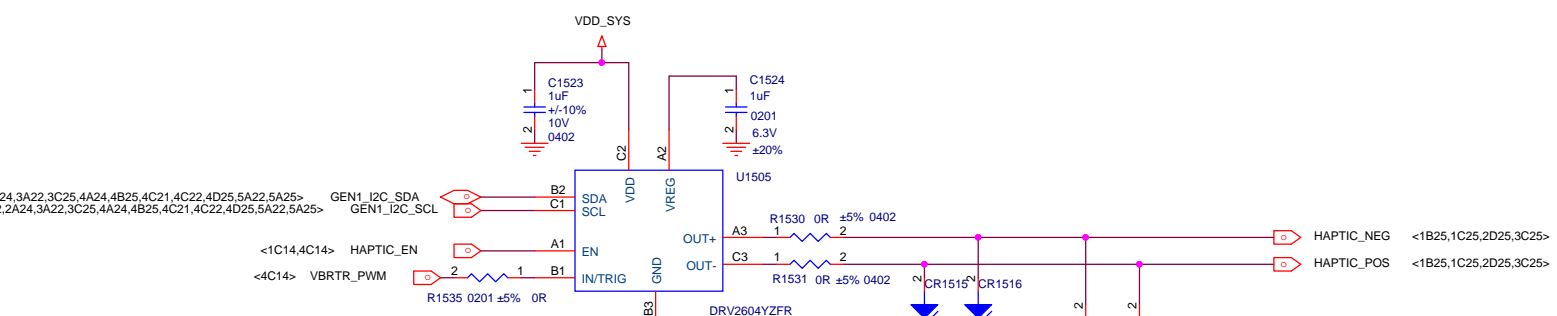 VDD_SYS
C1523
1uF
+/-10%
10V
0402
1
2
C1524
1uF
0201
6.3V
±20%
1
2
C2
A2
U1505
24,3A22,3C25,4A24,4B25,4C21,4C22,4D25,5A22,5A25> GEN1_I2C_SDA B2 SDA
2,2A24,3A22,3C25,4A24,4B25,4C21,4C22,4D25,5A22,5A25> GEN1_I2C_SCL C1 SCL
VDD
VREG
<1C14,4C14> HAPTIC_EN A1 EN
<4C14> VBRTR_PWM 2 1 B1 IN/TRIG
R1535 0201 ±5% 0R
GND
B3
R1530 0R ±5% 0402
OUT+ A3 1 2 HAPTIC_NEG <1B25,1C25,2D25,3C25>
OUT- C3 1 2 HAPTIC_POS <1B25,1C25,2D25,3C25>
R1531 0R ±5% 0402
2 CR1515 2 CR1516
2 2
DRV2604YZFR